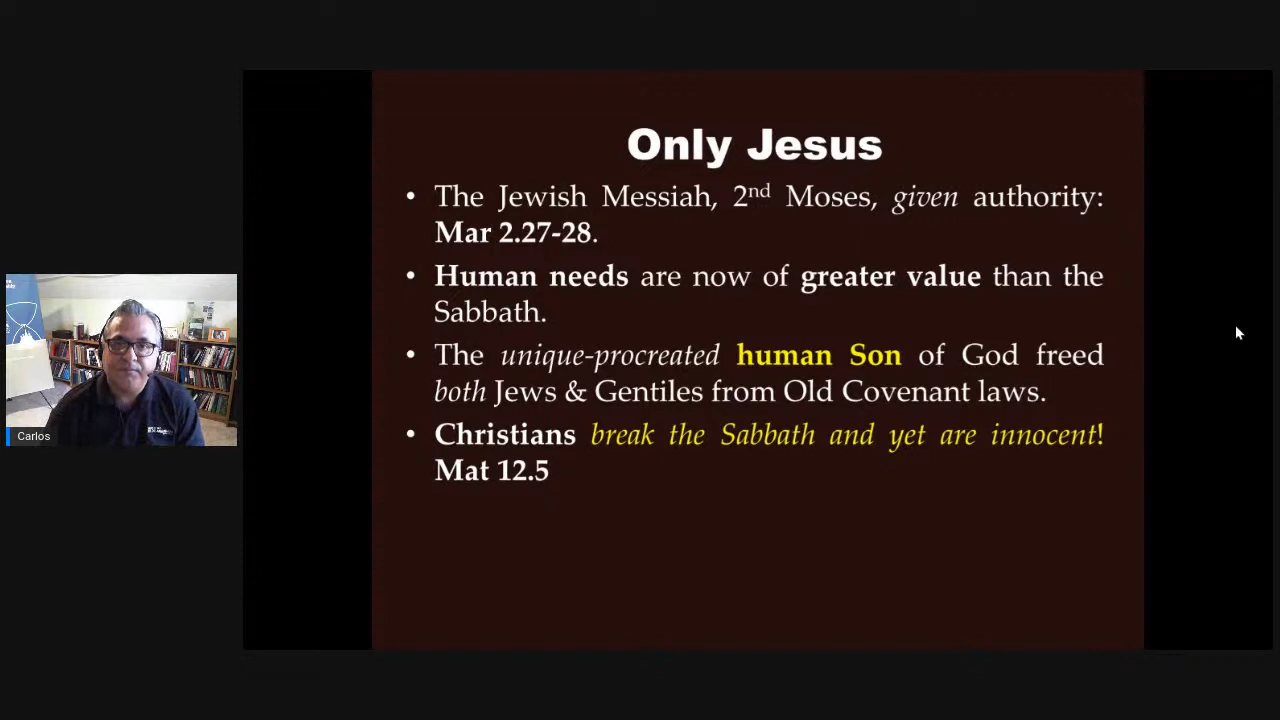 Only Jesus
• The Jewish Messiah, 2nd Moses, given authority:
Mar 2.27-28.
• Human needs are now of greater value than the
Sabbath.
• The unique-procreated human Son of God freed
both Jews & Gentiles from Old Covenant laws.
• Christians break the Sabbath and yet are innocent!
Mat 12.5
Carlos